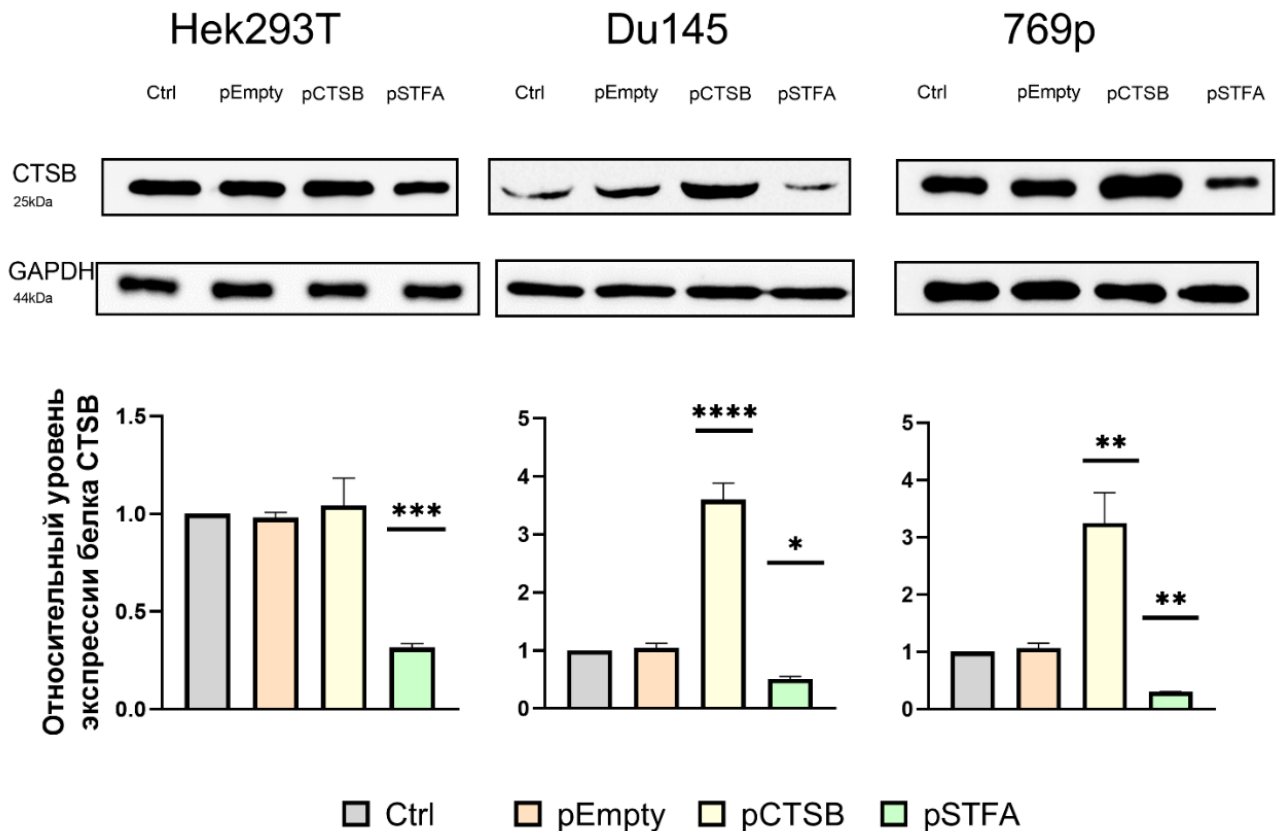 Hek293T Du145 769p
Ctrl pEmpty pCTSB pSTFA Ctrl pEmpty pCTSB pSTFA Ctrl pEmpty pCTSB pSTFA
CTSB
25kDa
GAPDH
44kDa
Относительный уровень
экспрессии белка CTSB
1.5
1.0
0.5
0.0
***
5
4
3
2
1
0
****
*
5
4
3
2
1
0
**
**
Ctrl pEmpty pCTSB pSTFA